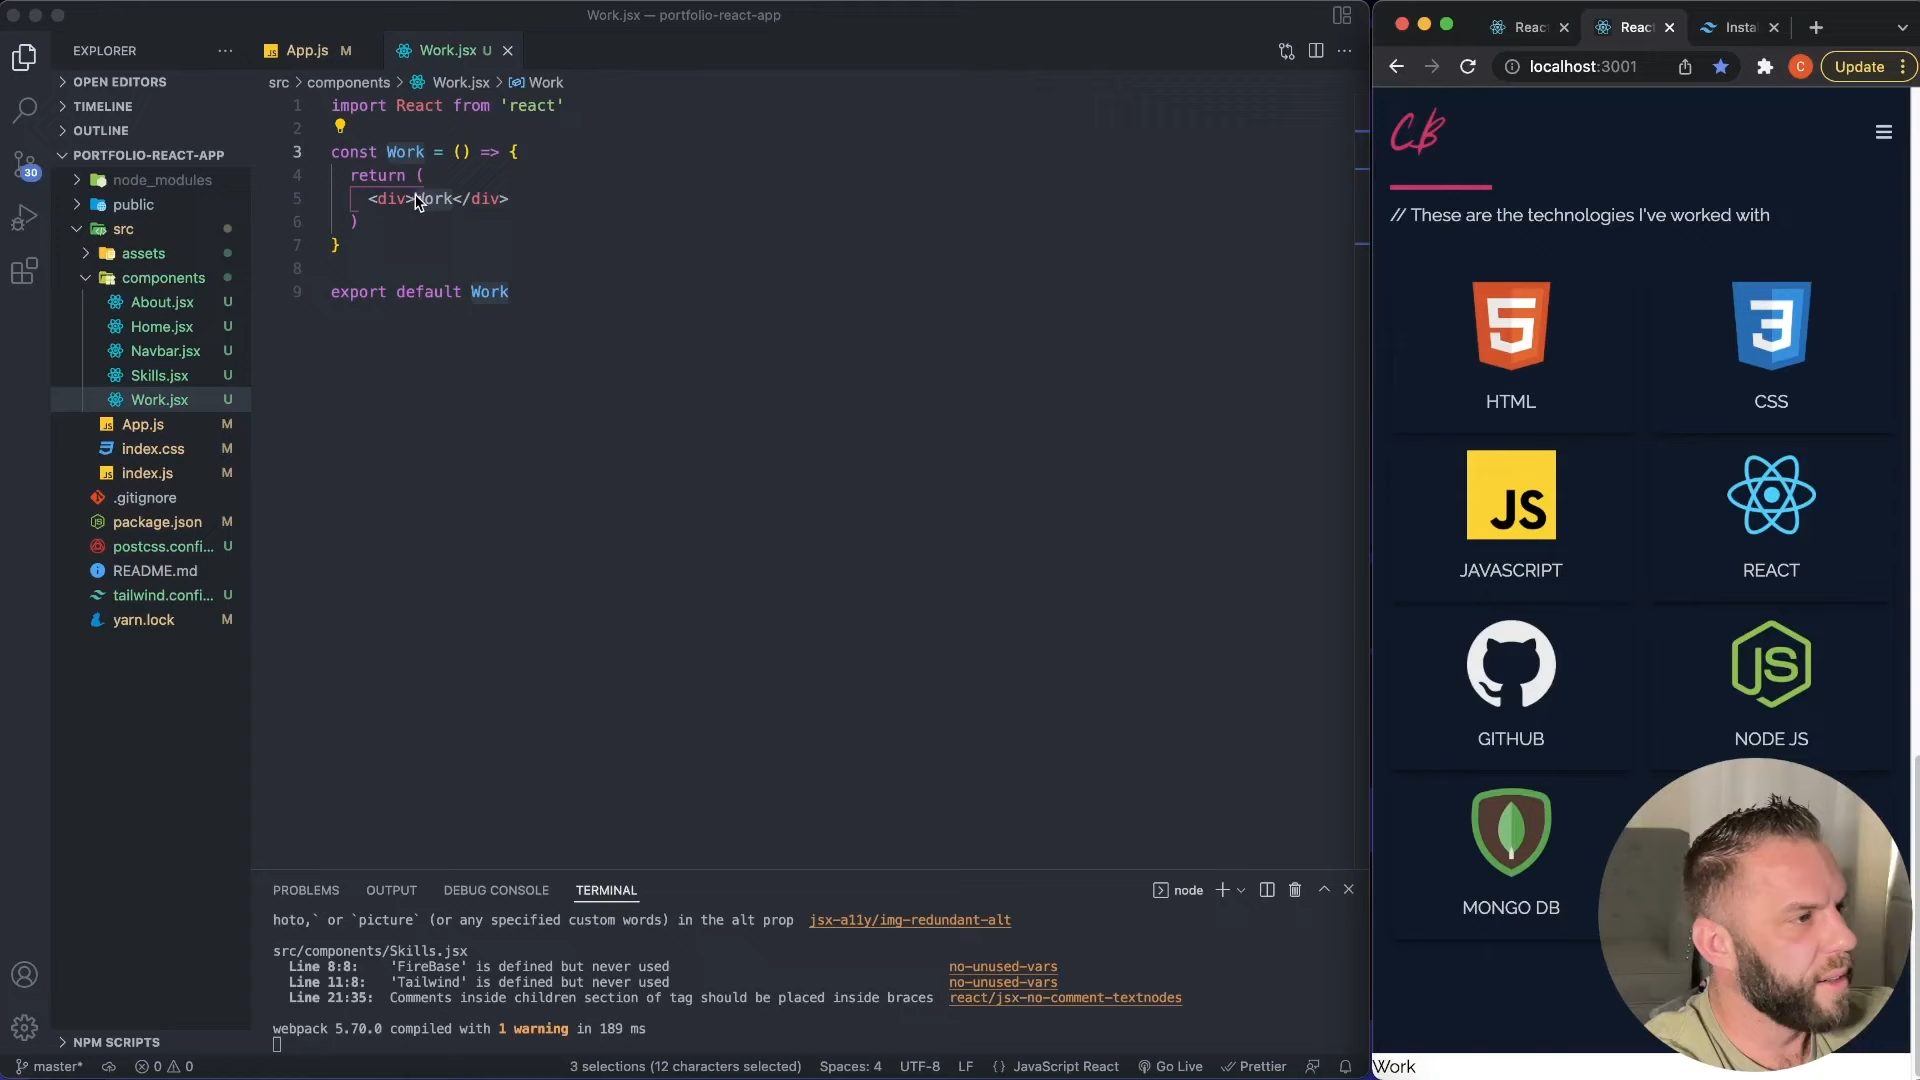 Work.jsx — portfolio-react-app
EXPLORER
OPEN EDITORS
TIMELINE
OUTLINE
PORTFOLIO-REACT-APP
node_modules
public
src
assets
components
About.jsx U
Home.jsx U
Navbar.jsx U
Skills.jsx U
Work.jsx U
App.js M
index.css M
index.js M
.gitignore
package.json M
postcss.confi... U
README.md
tailwind.confi... U
yarn.lock M
NPM SCRIPTS
30
App.js M
Work.jsx U
src > components > Work.jsx > Work
1 import React from 'react'
2
3 const Work = () => {
4 return (
5 <div>Work</div>
6 )
7 }
8
9 export default Work
PROBLEMS OUTPUT DEBUG CONSOLE TERMINAL
node
hoto,` or `picture` (or any specified custom words) in the alt prop jsx-a11y/img-redundant-alt
src/components/Skills.jsx
Line 8:8: 'FireBase' is defined but never used no-unused-vars
Line 11:8: 'Tailwind' is defined but never used no-unused-vars
Line 21:35: Comments inside children section of tag should be placed inside braces react/jsx-no-comment-textnodes
webpack 5.70.0 compiled with 1 warning in 189 ms
master* 0 0 3 selections (12 characters selected) Spaces: 4 UTF-8 LF {} JavaScript React Go Live Prettier
React
React
Instal
localhost:3001
C
Update
CB
// These are the technologies I've worked with
5
3
HTML
CSS
JS
JAVASCRIPT
REACT
JS
GITHUB
NODE JS
MONGO DB
Work